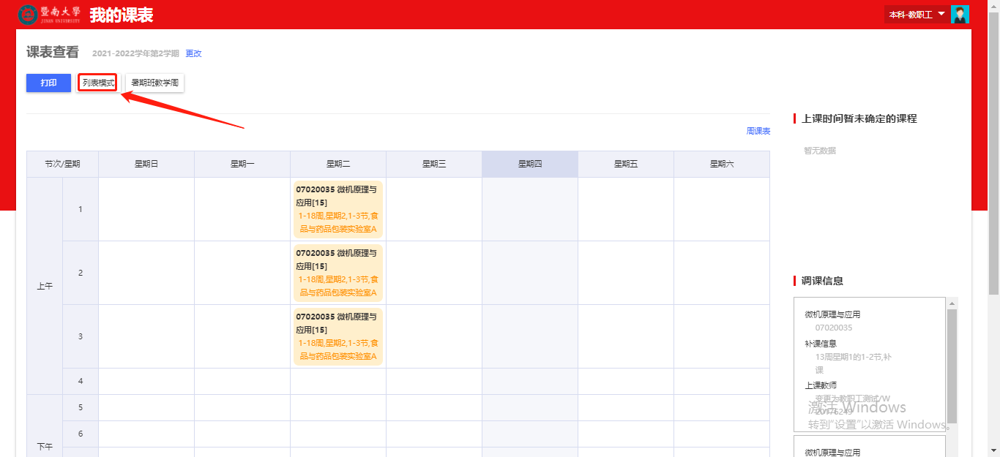 暨南大学
JINAN UNIVERSITY
我的课表
本科-教职工
课表查看
2021-2022学年第2学期 更改
打印 列表模式 暑期班教学周
周课表
节次/星期 星期日 星期一 星期二 星期三 星期四 星期五 星期六
上午
1
07020035 微机原理与
应用[15]
1-18周,星期2,1-3节,食
品与药品包装实验室A
2
07020035 微机原理与
应用[15]
1-18周,星期2,1-3节,食
品与药品包装实验室A
3
07020035 微机原理与
应用[15]
1-18周,星期2,1-3节,食
品与药品包装实验室A
4
下午
5
6
上课时间暂未确定的课程
暂无数据
调课信息
微机原理与应用
07020035
补课信息
13周星期1的1-2节,补
课
上课教师
变更为教职工测试/W
20176249
激活 Windows
转到"设置"以激活 Windows。
微机原理与应用